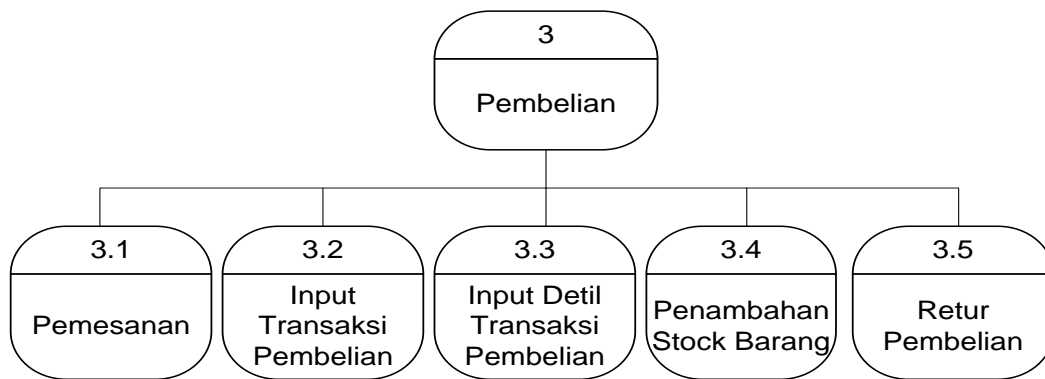 3
Pembelian
3.1
Pemesanan
3.2
Input
Transaksi
Pembelian
3.3
Input Detil
Transaksi
Pembelian
3.4
Penambahan
Stock Barang
3.5
Retur
Pembelian